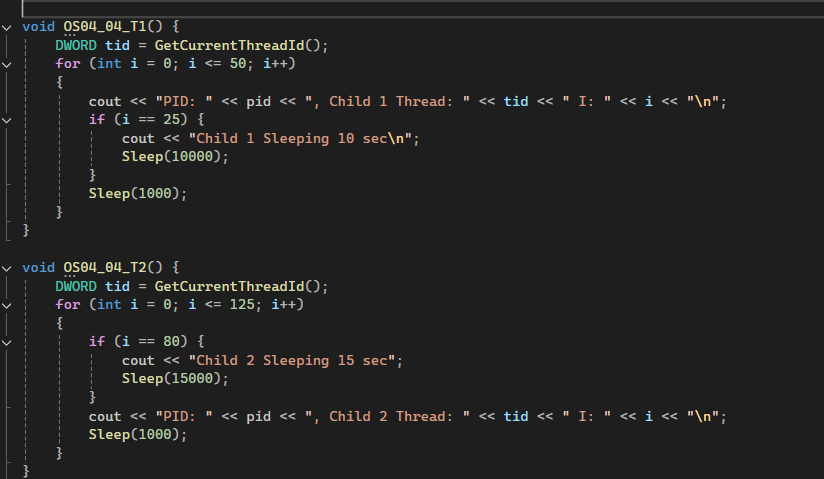 void OS04_04_T1() {
    DWORD tid = GetCurrentThreadId();
    for (int i = 0; i <= 50; i++)
    {
        cout << "PID: " << pid << ", Child 1 Thread: " << tid << " I: " << i << "\n";
        if (i == 25) {
            cout << "Child 1 Sleeping 10 sec\n";
            Sleep(10000);
        }
        Sleep(1000);
    }
}

void OS04_04_T2() {
    DWORD tid = GetCurrentThreadId();
    for (int i = 0; i <= 125; i++)
    {
        if (i == 80) {
            cout << "Child 2 Sleeping 15 sec";
            Sleep(15000);
        }
        cout << "PID: " << pid << ", Child 2 Thread: " << tid << " I: " << i << "\n";
        Sleep(1000);
    }
}